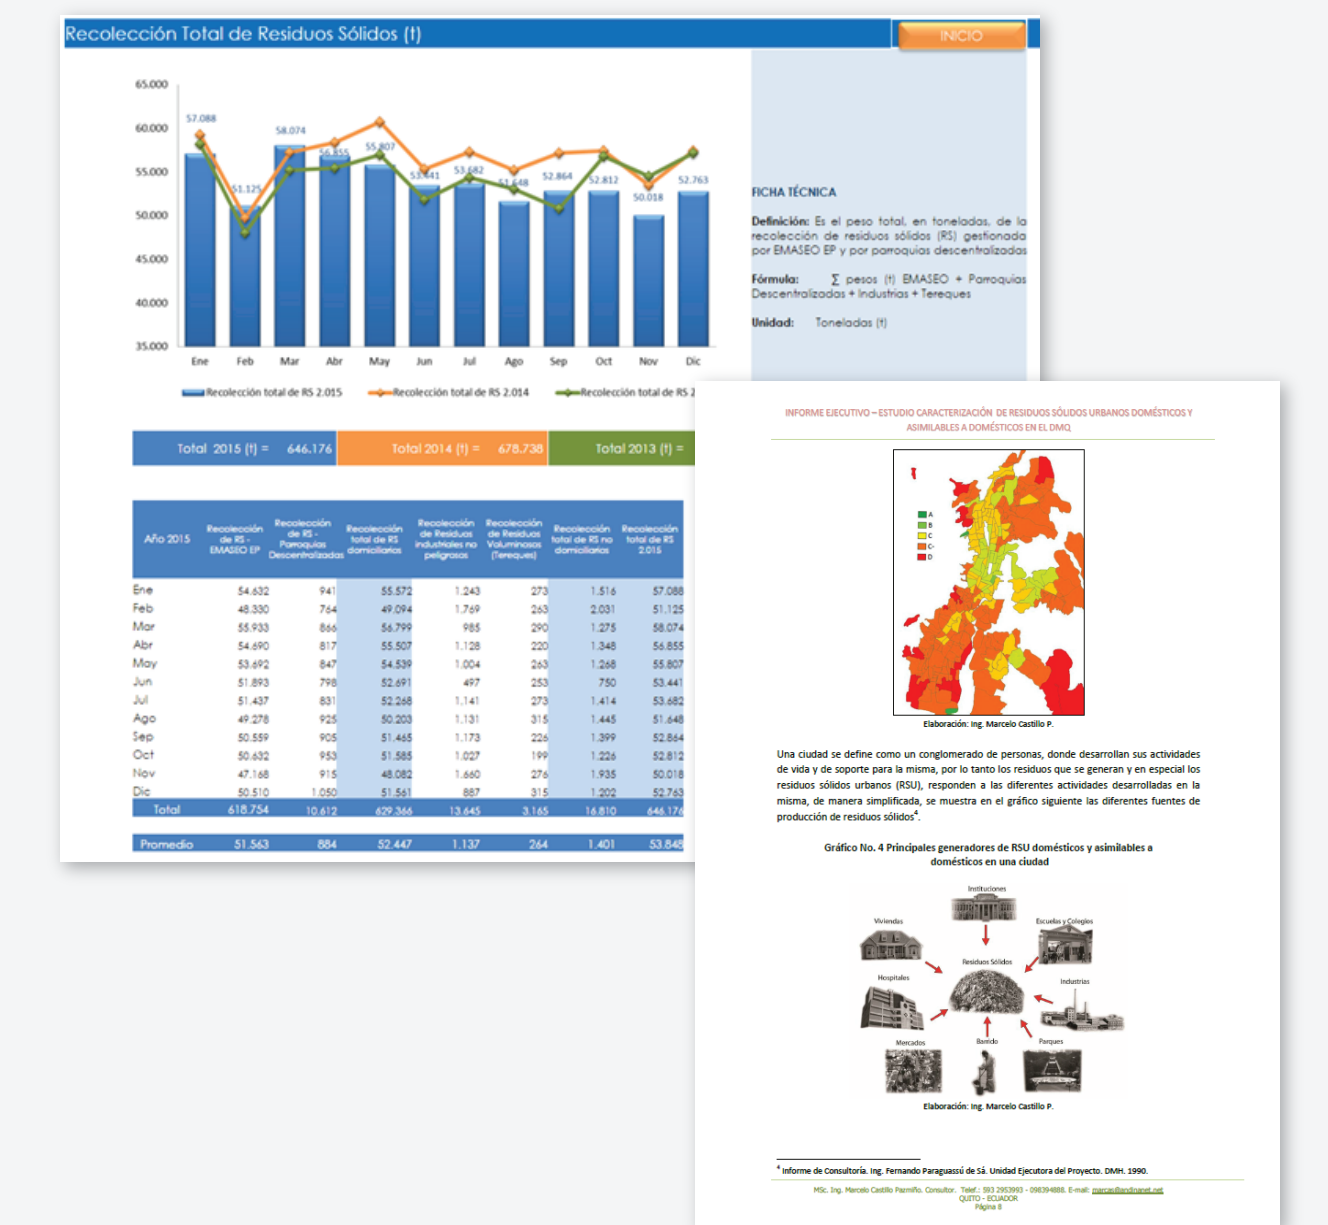 Recolección Total de Residuos Sólidos (t)
INICIO
65.000
60.000
55.000
50.000
45.000
40.000
35.000
57.088
51.125
58.074
56.855
55.807
53.441
53.682
51.648
52.864
52.812
50.018
52.763
Ene Feb Mar Abr May Jun Jul Ago Sep Oct Nov Dic
Recolección total de RS 2.015 Recolección total de RS 2.014 Recolección total de RS 2
FICHA TÉCNICA
Definición: Es el peso total, en toneladas, de la
recolección de residuos sólidos (RS) gestionada
por EMASEO EP y por parroquias descentralizadas
Fórmula: ∑ pesos (t) EMASEO + Parroquias
Descentralizadas + Industrias + Tereques
Unidad: Toneladas (t)
Total 2015 (t) = 646.176 Total 2014 (t) = 678.738 Total 2013 (t) =
Año 2015
Recolección
de RS -
EMASEO EP
Recolección
de RS -
Parroquias
Descentralizadas
Recolección
total de RS
domiciliarios
Recolección
de Residuos
industriales no
peligrosos
Recolección
de Residuos
Voluminosos
(Tereques)
Recolección
total de RS no
domiciliarios
Recolección
total de RS
2.015
Ene 54.632 941 55.572 1.243 273 1.516 57.088
Feb 48.330 764 49.094 1.769 263 2.031 51.125
Mar 55.933 866 56.799 985 290 1.275 58.074
Abr 54.690 817 55.507 1.128 220 1.348 56.855
May 53.692 847 54.539 1.004 263 1.268 55.807
Jun 51.893 798 52.691 497 253 750 53.441
Jul 51.437 831 52.268 1.141 273 1.414 53.682
Ago 49.278 925 50.203 1.131 315 1.445 51.648
Sep 50.559 905 51.465 1.173 226 1.399 52.864
Oct 50.632 953 51.585 1.027 199 1.226 52.812
Nov 47.168 915 48.082 1.660 276 1.935 50.018
Dic 50.510 1.050 51.561 887 315 1.202 52.763
Total 618.754 10.612 629.366 13.645 3.165 16.810 646.176
Promedio 51.563 884 52.447 1.137 264 1.401 53.848
INFORME EJECUTIVO – ESTUDIO CARACTERIZACIÓN DE RESIDUOS SÓLIDOS URBANOS DOMÉSTICOS Y
ASIMILABLES A DOMÉSTICOS EN EL DMQ
A
B
C
C-
D
Elaboración: Ing. Marcelo Castillo P.
Una ciudad se define como un conglomerado de personas, donde desarrollan sus actividades
de vida y de soporte para la misma, por lo tanto los residuos que se generan y en especial los
residuos sólidos urbanos (RSU), responden a las diferentes actividades desarrolladas en la
misma, de manera simplificada, se muestra en el gráfico siguiente las diferentes fuentes de
producción de residuos sólidos⁴.
Gráfico No. 4 Principales generadores de RSU domésticos y asimilables a
domésticos en una ciudad
Instituciones
Viviendas
Escuelas y Colegios
Residuos Sólidos
Hospitales
Industrias
Mercados
Barrido
Parques
Elaboración: Ing. Marcelo Castillo P.
⁴ Informe de Consultoría. Ing. Fernando Paraguassú de Sá. Unidad Ejecutora del Proyecto. DMH. 1990.
MSc. Ing. Marcelo Castillo Pazmiño. Consultor. Telef.: 593 2953993 - 098394888. E-mail: marcau@andinanet.net
QUITO - ECUADOR
Página 8